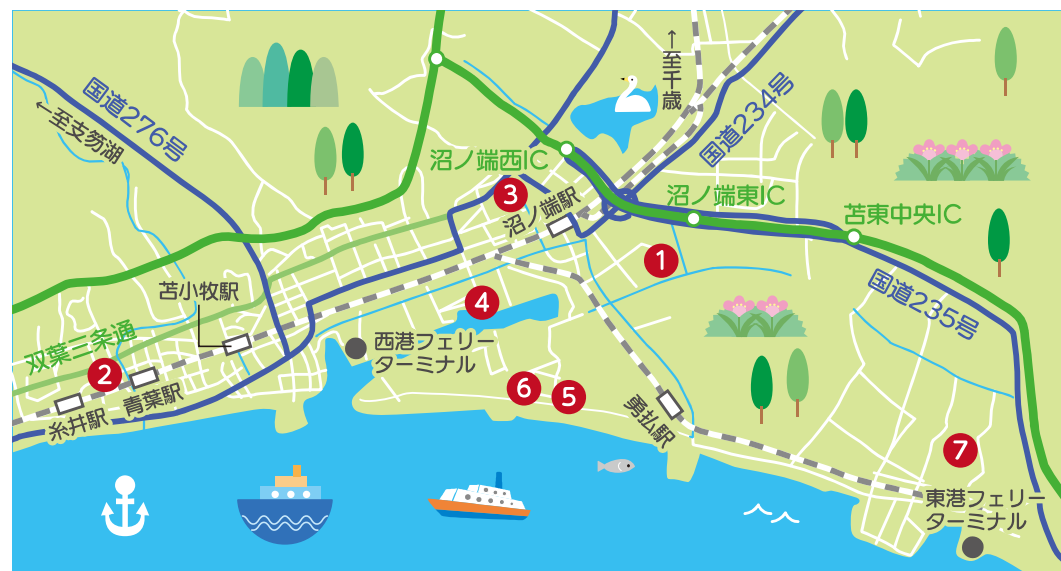 ←至千歳
国道276号
←至支笏湖
国道234号
沼ノ端西IC
3
沼ノ端駅
沼ノ端東IC
苫東中央IC
1
苫小牧駅
4
国道235号
双葉三条通
西港フェリー
ターミナル
2
青葉駅
糸井駅
6
5
勇払駅
7
東港フェリー
ターミナル